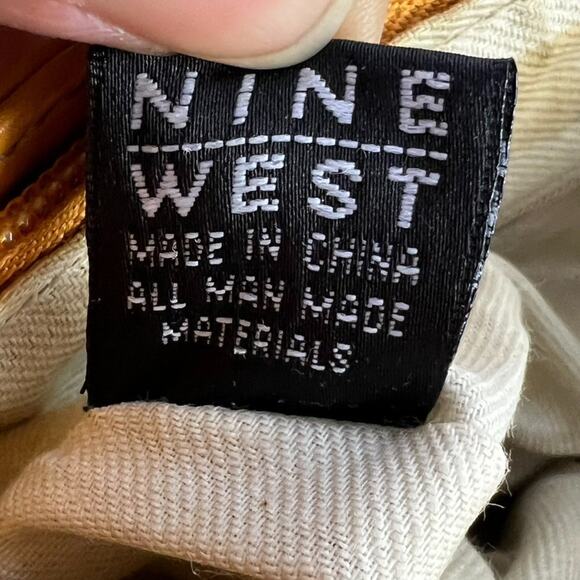 NINE
WEST
MADE IN CHINA
ALL MAN MADE
MATERIALS